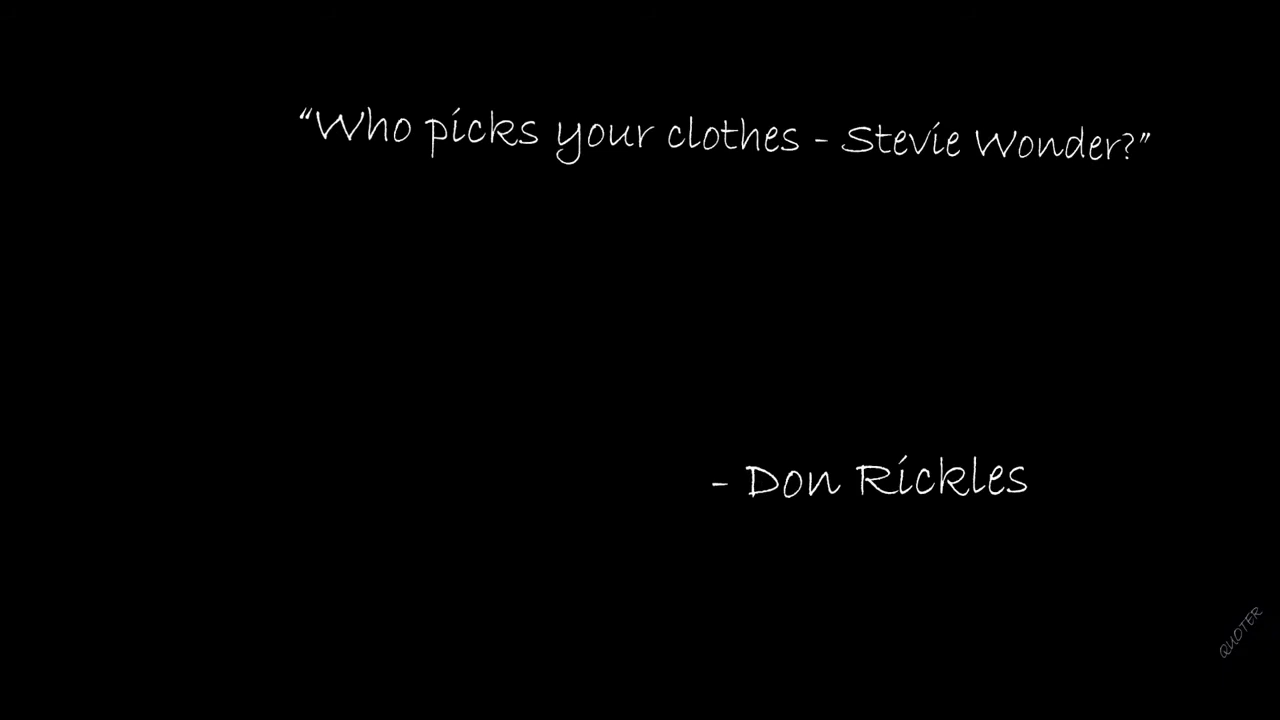 “Who picks your clothes - Stevie Wonder?”
- Don Rickles
QUOTER